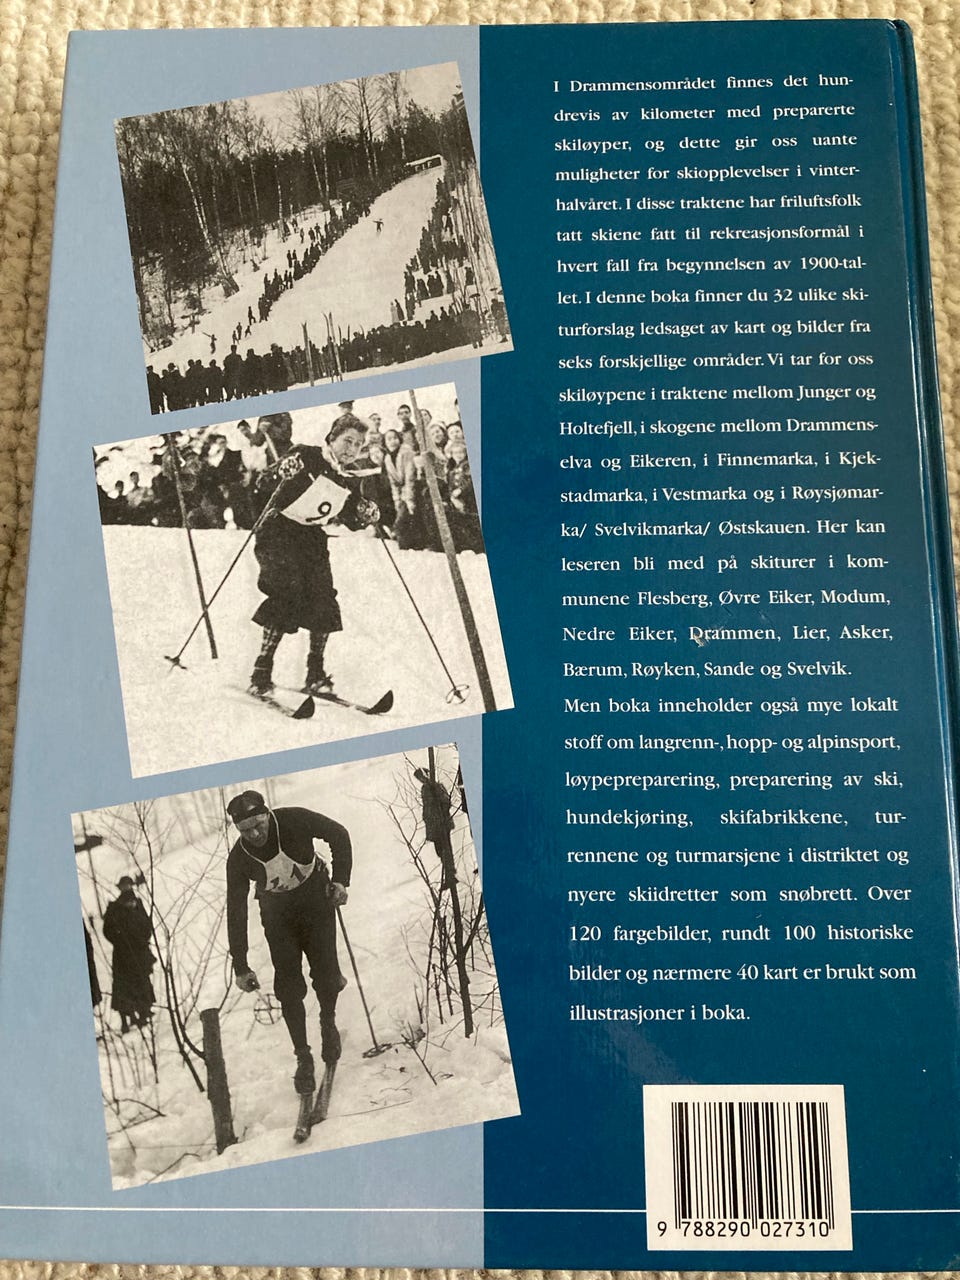 I Drammensområdet finnes det hun-
drevis av kilometer med preparerte
skiløyper, og dette gir oss uante
muligheter for skiopplevelser i vinter-
halvåret. I disse traktene har friluftsfolk
tatt skiene fatt til rekreasjonsformål i
hvert fall fra begynnelsen av 1900-tal-
let. I denne boka finner du 32 ulike ski-
turforslag ledsaget av kart og bilder fra
seks forskjellige områder. Vi tar for oss
skiløypene i traktene mellom Junger og
Holtefjell, i skogene mellom Drammens-
elva og Eikeren, i Finnemarka, i Kjek-
stadmarka, i Vestmarka og i Røysjømar-
ka/ Svelvikmarka/ Østskauen. Her kan
leseren bli med på skiturer i kom-
munene Flesberg, Øvre Eiker, Modum,
Nedre Eiker, Drammen, Lier, Asker,
Bærum, Røyken, Sande og Svelvik.
Men boka inneholder også mye lokalt
stoff om langrenn-, hopp- og alpinsport,
løypepreparering, preparering av ski,
hundekjøring, skifabrikkene, tur-
rennene og turmarsjene i distriktet og
nyere skiidretter som snøbrett. Over
120 fargebilder, rundt 100 historiske
bilder og nærmere 40 kart er brukt som
illustrasjoner i boka.
9
9 788290 027310